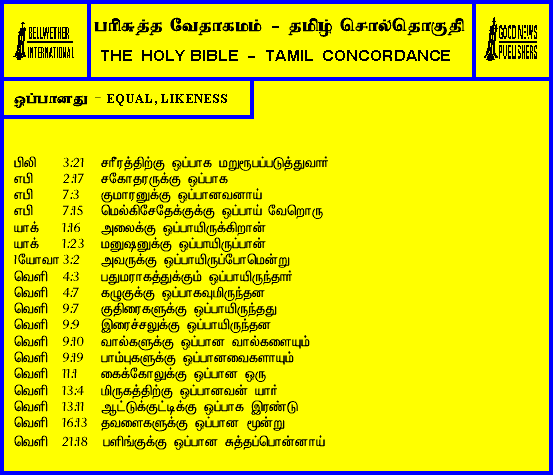 BELLWETHER INTERNATIONAL
பரிசுத்த வேதாகமம் - தமிழ் சொல்தொகுதி
THE HOLY BIBLE - TAMIL CONCORDANCE
GOOD NEWS PUBLISHERS
ஒப்பானது - EQUAL, LIKENESS
பிலி 3:21 சரீரத்திற்கு ஒப்பாக மறுரூபப்படுத்துவார்
எபி 2:17 சகோதரருக்கு ஒப்பாக
எபி 7:3 குமாரனுக்கு ஒப்பானவனாய்
எபி 7:15 மெல்கிசேதேக்குக்கு ஒப்பாய் வேறொரு
யாக் 1:16 அலைக்கு ஒப்பாயிருக்கிறான்
யாக் 1:23 மனுஷனுக்கு ஒப்பாயிருப்பான்
1யோவா 3:2 அவருக்கு ஒப்பாயிருப்போமென்று
வெளி 4:3 பதுமராகத்துக்கும் ஒப்பாயிருந்தார்
வெளி 4:7 கழுகுக்கு ஒப்பாகவுமிருந்தன
வெளி 9:7 குதிரைகளுக்கு ஒப்பாயிருந்தது
வெளி 9:9 இரைச்சலுக்கு ஒப்பாயிருந்தன
வெளி 9:10 வால்களுக்கு ஒப்பான வால்களையும்
வெளி 9:19 பாம்புகளுக்கு ஒப்பானவைகளாயும்
வெளி 11:1 கைக்கோலுக்கு ஒப்பான ஒரு
வெளி 13:4 மிருகத்திற்கு ஒப்பானவன் யார்
வெளி 13:11 ஆட்டுக்குட்டிக்கு ஒப்பாக இரண்டு
வெளி 16:13 தவளைகளுக்கு ஒப்பான மூன்று
வெளி 21:18 பளிங்குக்கு ஒப்பான சுத்தப்பொன்னாய்